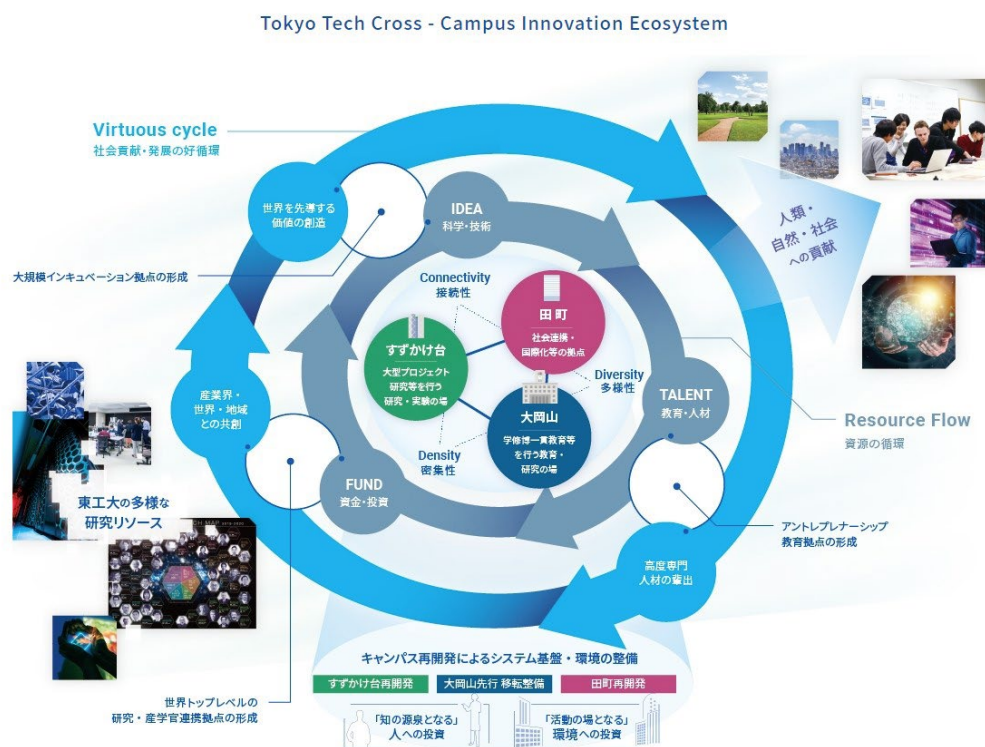 Tokyo Tech Cross - Campus Innovation Ecosystem
Virtuous cycle
社会貢献・発展の好循環
世界を先導する
価値の創造
IDEA
科学・技術
人類・
自然・社会
への貢献
大規模インキュベーション拠点の形成
Connectivity
接続性
田町
社会連携・
国際化等の拠点
すずかけ台
大型プロジェクト
研究等を行う
研究・実験の場
Diversity
多様性
大岡山
学修博一貫教育等
を行う教育・
研究の場
TALENT
教育・人材
産業界・
世界・地域
との共創
Resource Flow
資源の循環
Density
密集性
FUND
資金・投資
東工大の多様な
研究リソース
アントレプレナーシップ
教育拠点の形成
高度専門
人材の輩出
キャンパス再開発によるシステム基盤・環境の整備
すずかけ台再開発
大岡山先行 移転整備
田町再開発
世界トップレベルの
研究・産学官連携拠点の形成
「知の源泉となる」
人への投資
「活動の場となる」
環境への投資